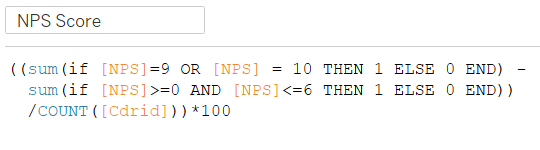 NPS Score
((sum(if [NPS]=9 OR [NPS] = 10 THEN 1 ELSE 0 END) -
sum(if [NPS]>=0 AND [NPS]<=6 THEN 1 ELSE 0 END))
/COUNT([Cdrid]))*100